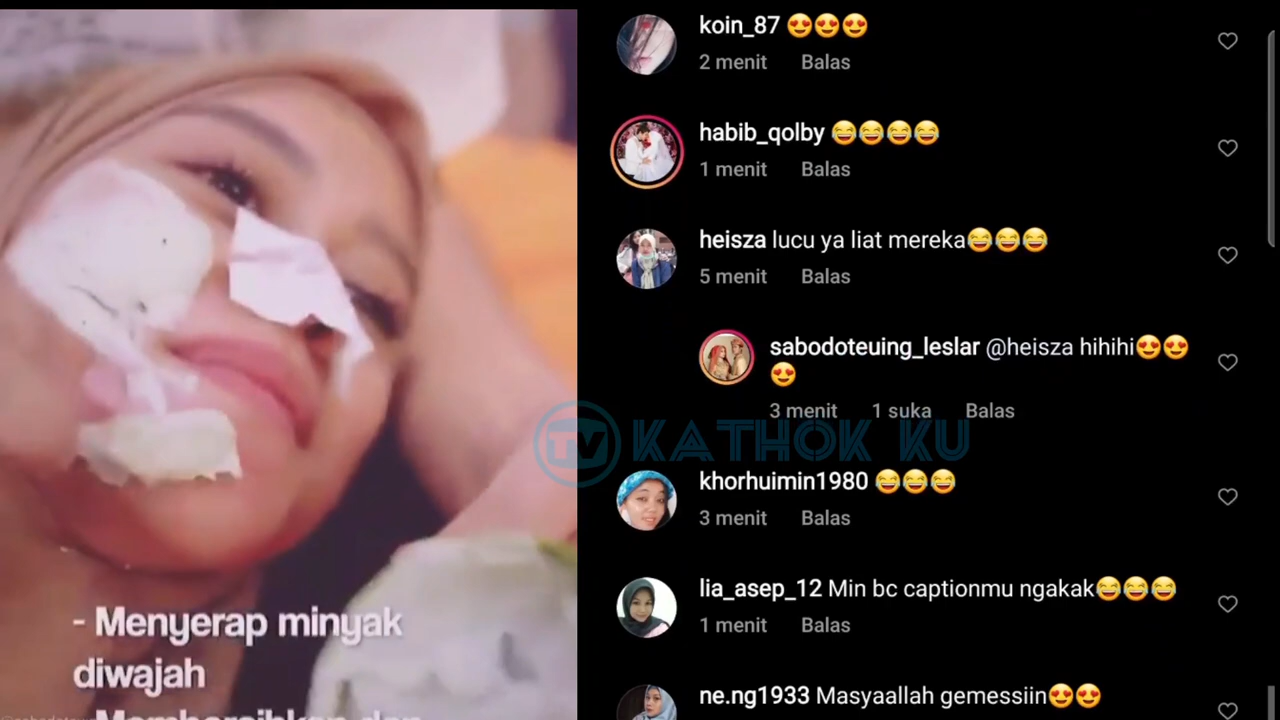 - Menyerap minyak
diwajah
koin_87 😍😍😍
2 menit Balas
habib_qolby 😂😂😂😂
1 menit Balas
heisza lucu ya liat mereka😂😂😂
5 menit Balas
sabodoteuing_leslar @heisza hihihi😍😍
😍
3 menit 1 suka Balas
TV KATHOK KU
khorhuimin1980 😂😂😂
3 menit Balas
lia_asep_12 Min bc captionmu ngakak😂😂😂
1 menit Balas
ne.ng1933 Masyaallah gemessiin😍😍